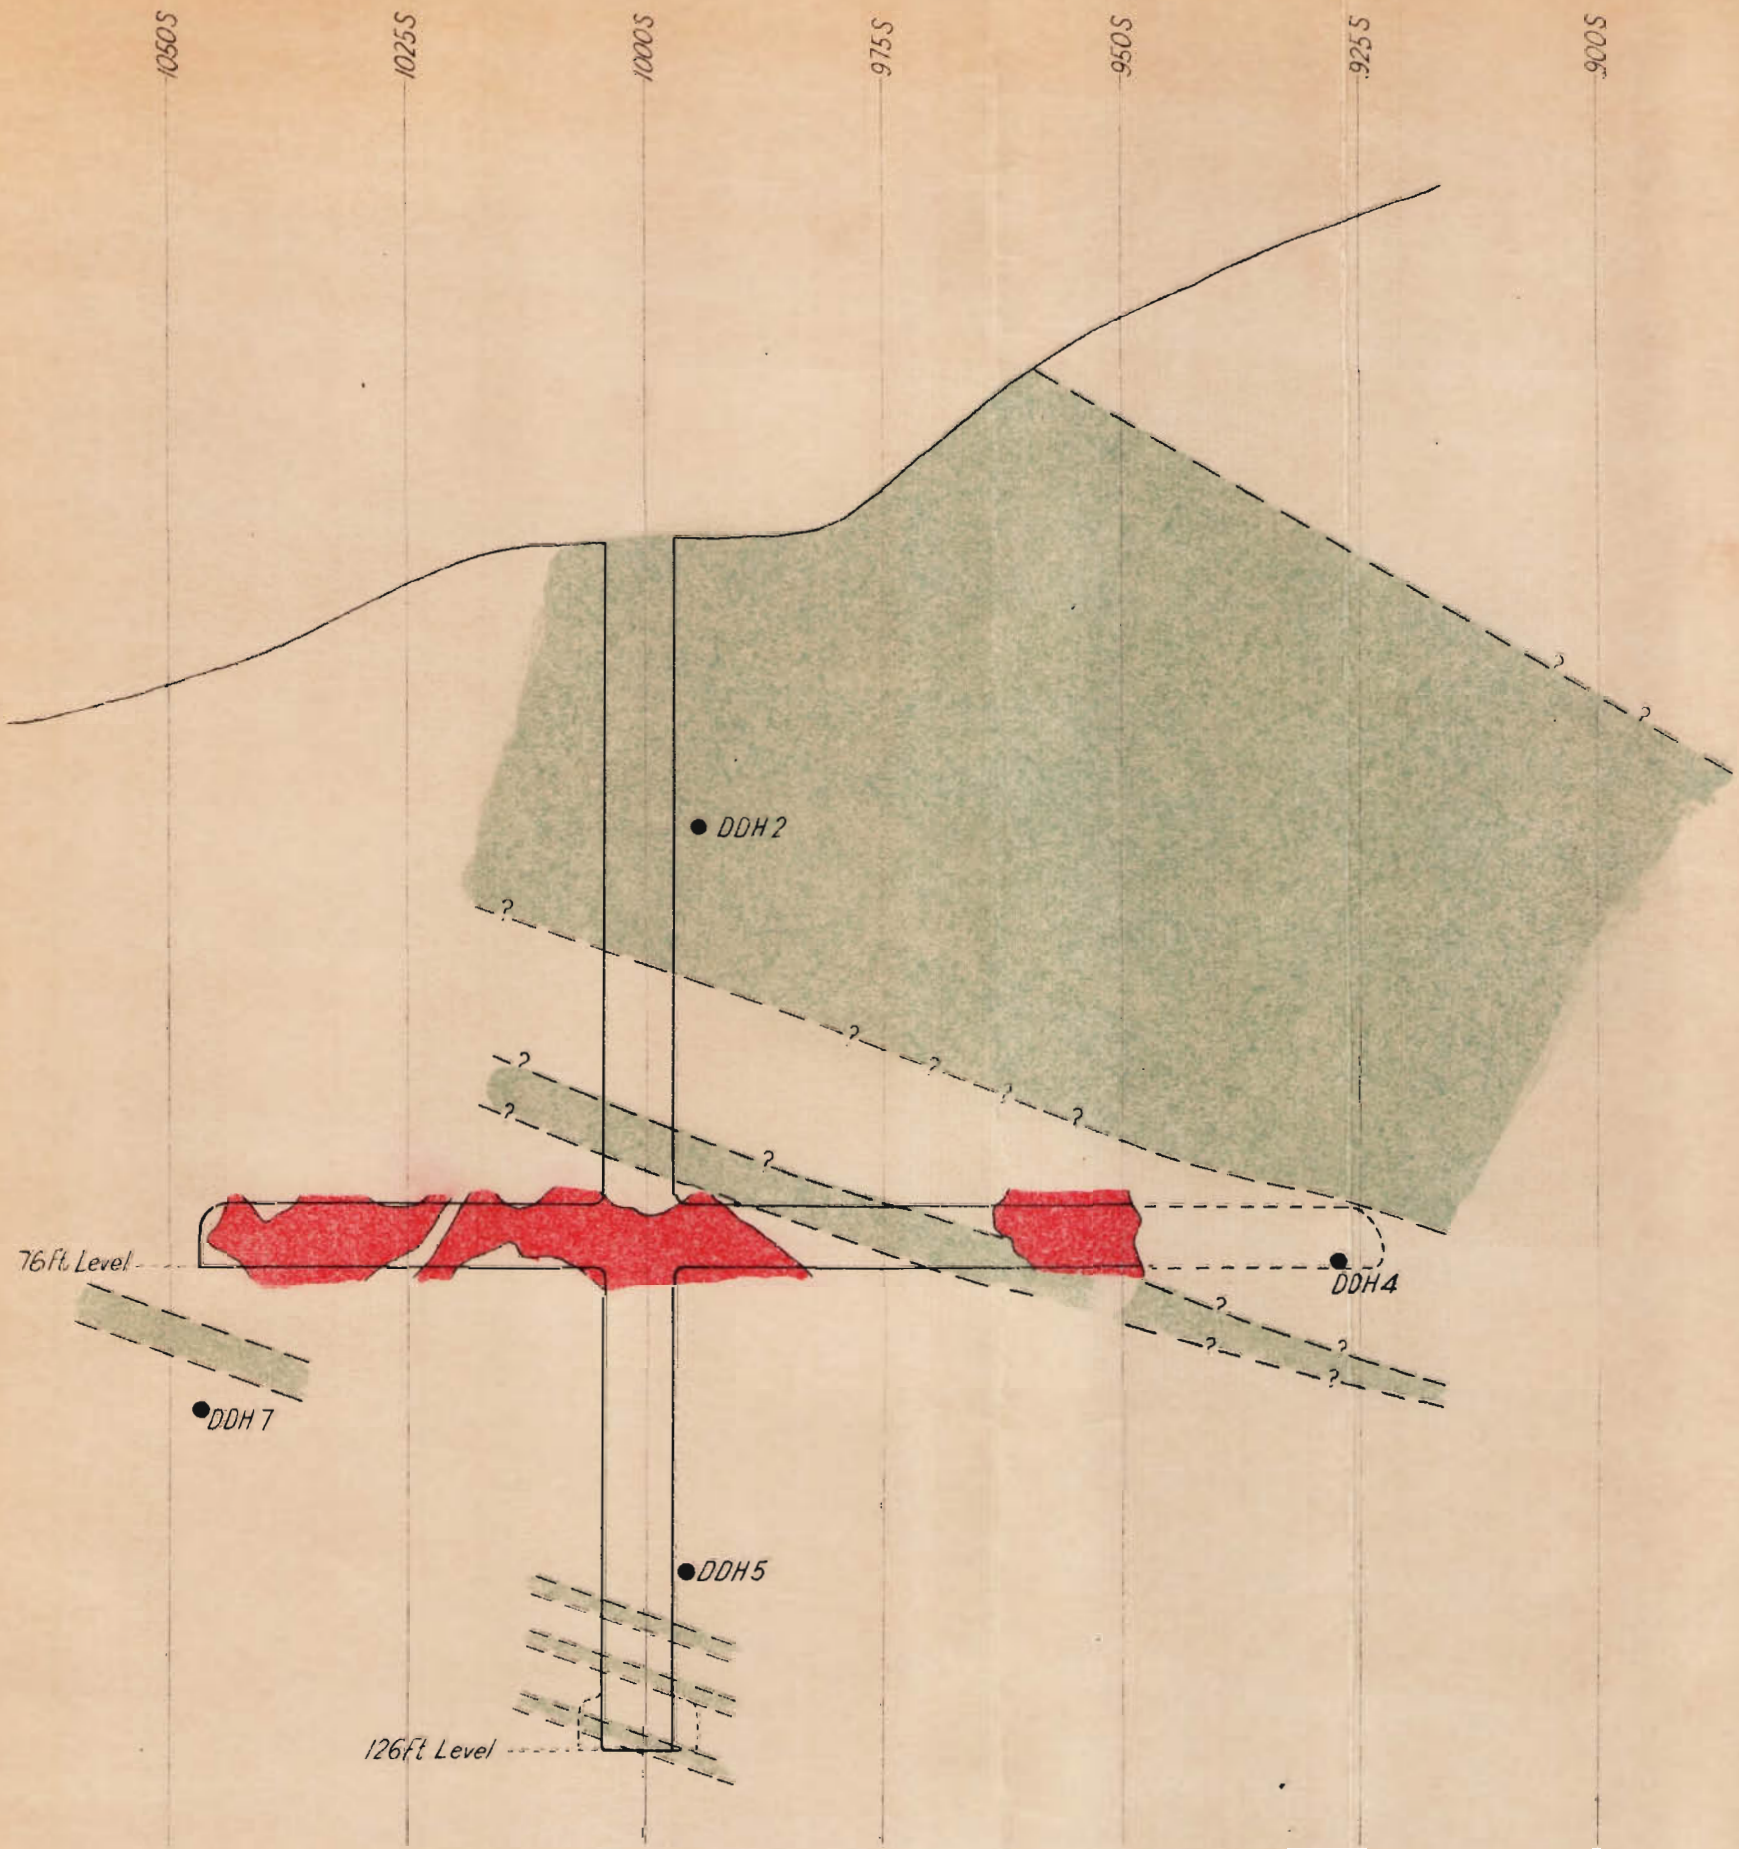 1050S
1025S
1000S
975S
950S
925S
900S
?
?
DDH 2
?
?
?
?
?
?
?
?
76ft Level
DDH 4
?
?
?
?
DDH 7
DDH 5
126ft Level